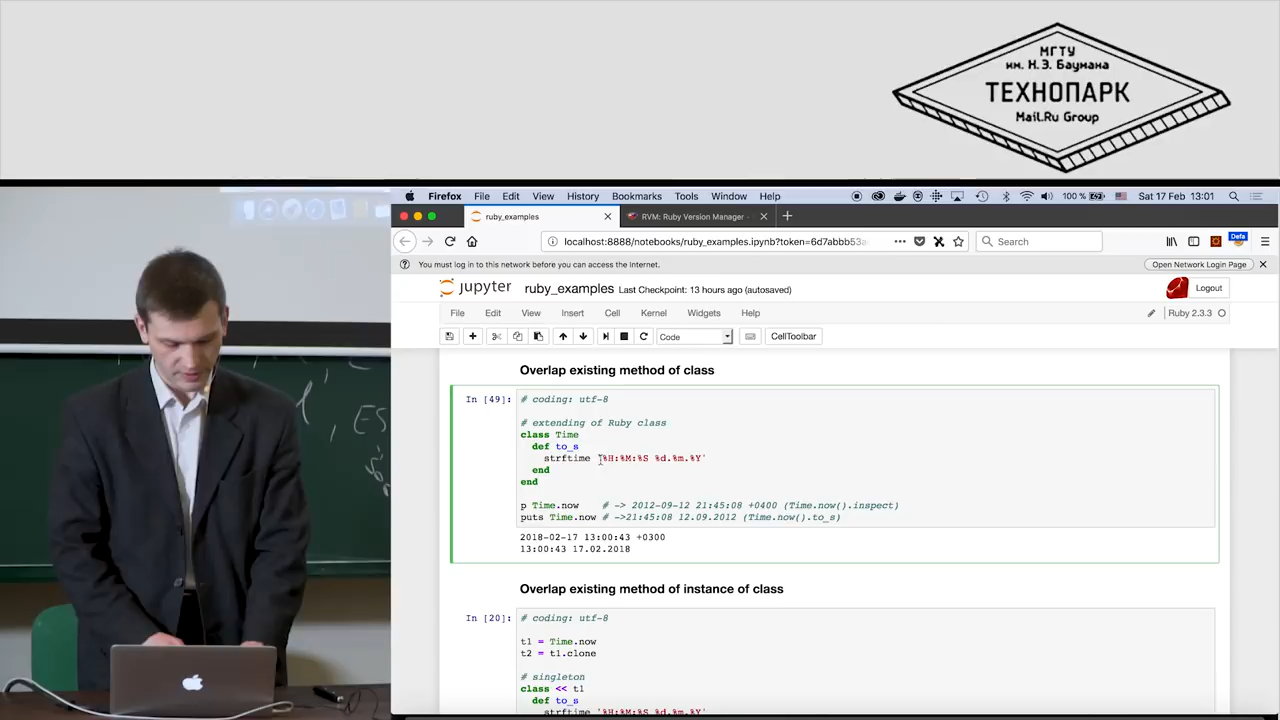 МГТУ
им. Н.Э. Баумана
ТЕХНОПАРК
Mail.Ru Group
Firefox File Edit View History Bookmarks Tools Window Help 100 % Sat 17 Feb 13:01
ruby_examples RVM: Ruby Version Manager -
localhost:8888/notebooks/ruby_examples.ipynb?token=6d7abbb53a Search Defa
You must log in to this network before you can access the Internet. Open Network Login Page
jupyter ruby_examples Last Checkpoint: 13 hours ago (autosaved) Logout
File Edit View Insert Cell Kernel Widgets Help Ruby 2.3.3
Code CellToolbar
Overlap existing method of class
In [49]: # coding: utf-8
# extending of Ruby class
class Time
def to_s
strftime '%H:%M:%S %d.%m.%Y'
end
end
p Time.now # -> 2012-09-12 21:45:08 +0400 (Time.now().inspect)
puts Time.now # ->21:45:08 12.09.2012 (Time.now().to_s)
2018-02-17 13:00:43 +0300
13:00:43 17.02.2018
Overlap existing method of instance of class
In [20]: # coding: utf-8
t1 = Time.now
t2 = t1.clone
# singleton
class << t1
def to_s
strftime '%H:%M:%S %d.%m.%Y'